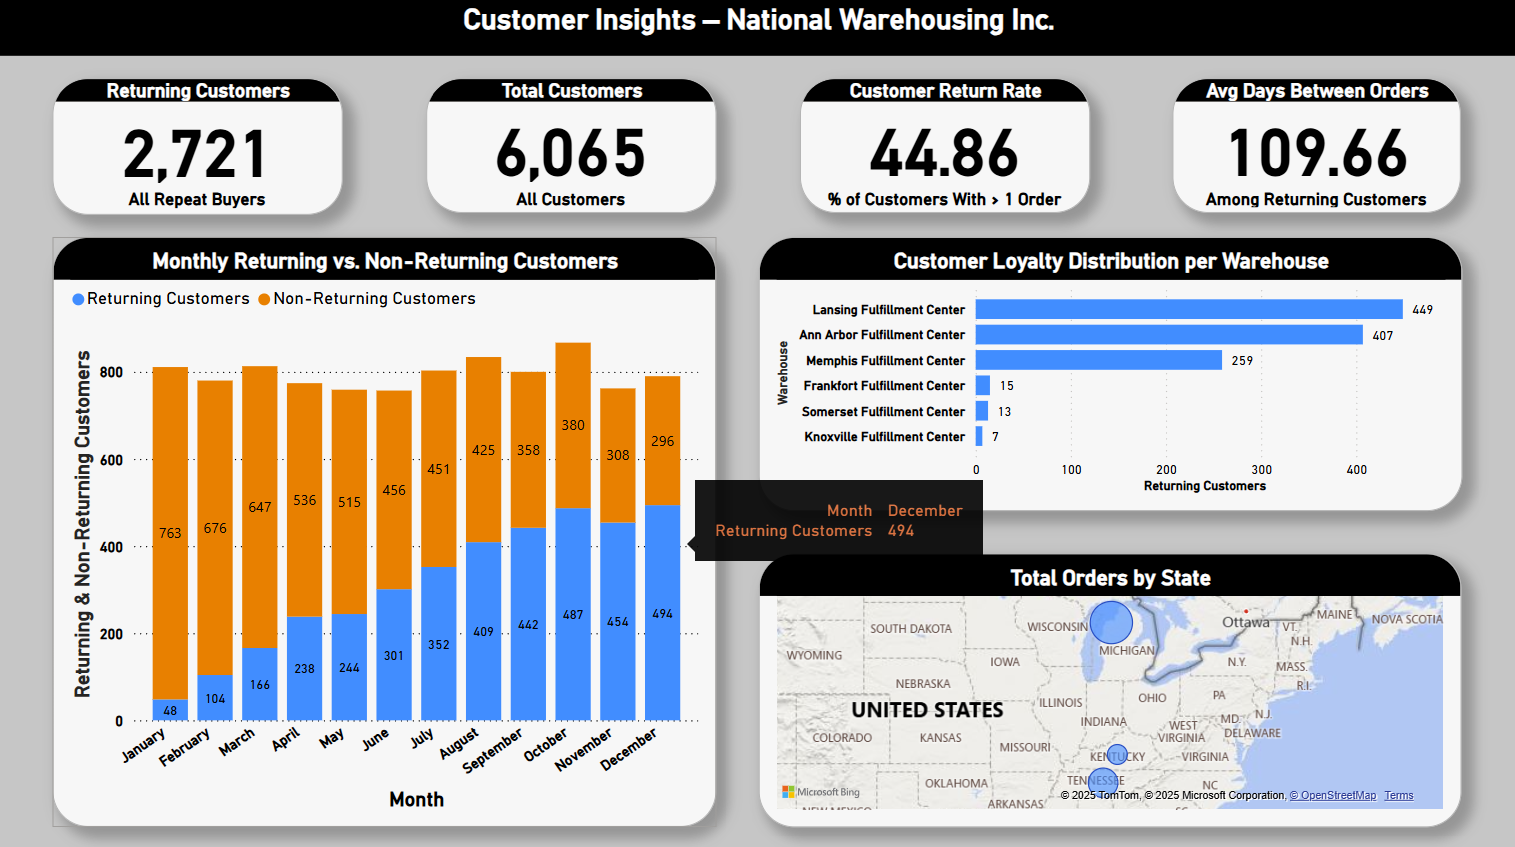 Customer Insights – National Warehousing Inc.
Returning Customers
2,721
All Repeat Buyers
Total Customers
6,065
All Customers
Customer Return Rate
44.86
% of Customers With > 1 Order
Avg Days Between Orders
109.66
Among Returning Customers
Monthly Returning vs. Non-Returning Customers
Returning Customers Non-Returning Customers
Returning & Non-Returning Customers
800
600
400
200
0
763 676 647 536 515 456 451 425 358 380 308 296
48 104 166 238 244 301 352 409 442 487 454 494
January February March April May June July August September October November December
Month
Month December
Returning Customers 494
Customer Loyalty Distribution per Warehouse
Warehouse
Lansing Fulfillment Center 449
Ann Arbor Fulfillment Center 407
Memphis Fulfillment Center 259
Frankfort Fulfillment Center 15
Somerset Fulfillment Center 13
Knoxville Fulfillment Center 7
0 100 200 300 400
Returning Customers
Total Orders by State
SOUTH DAKOTA WISCONSIN Ottawa VT. MAINE NOVA SCOTIA
N.H.
WYOMING IOWA MICHIGAN N.Y. MASS.
NEBRASKA R.I.
ILLINOIS OHIO PA
UNITED STATES INDIANA MD. N.J.
WEST VIRGINIA DELAWARE
COLORADO KANSAS MISSOURI KENTUCKY VIRGINIA
OKLAHOMA TENNESSEE NC
Microsoft Bing
© 2025 TomTom, © 2025 Microsoft Corporation, © OpenStreetMap Terms
ARKANSAS
NEW MEXICO